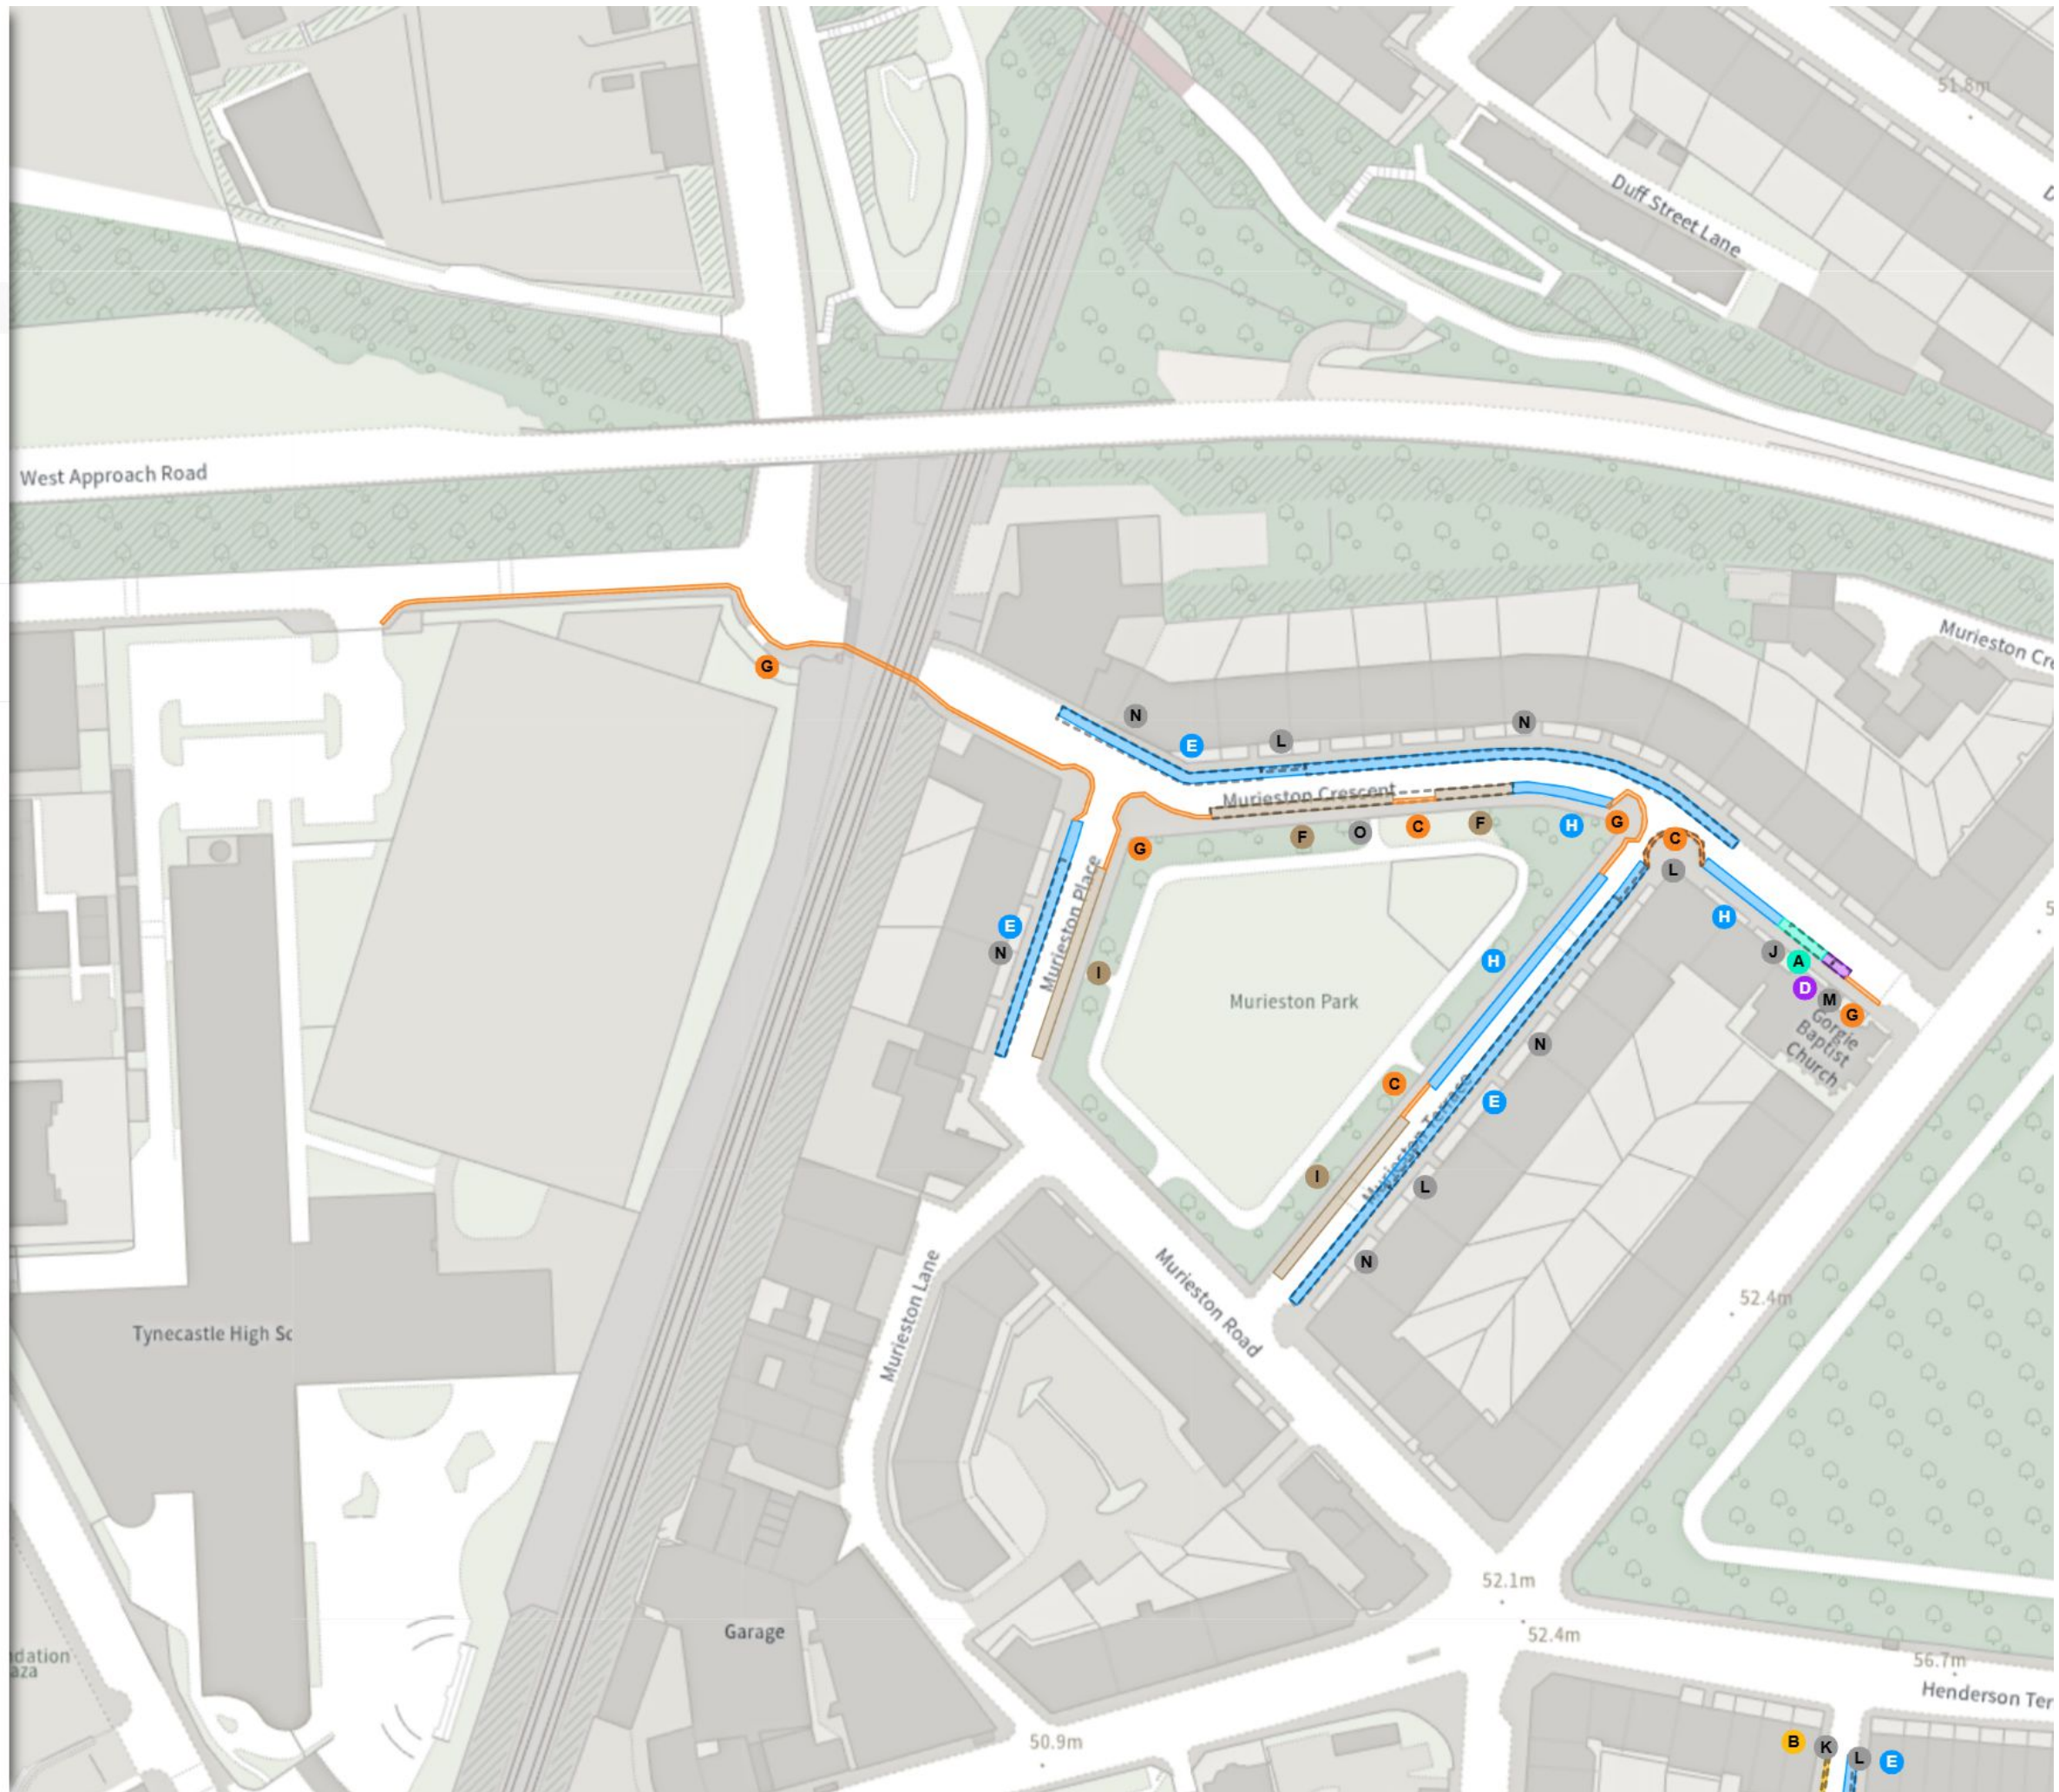 51.8m
D
Duff Street Lane
West Approach Road
Murieston Cre
G
N
N
E
L
Murieston Crescent
F
O
C
F
H
G
C
G
L
5
Murieston Place
E
N
I
H
J
A
D
M
G
Gorgie
Baptist
Church
H
Murieston Park
N
C
E
Murieston Terrace
I
L
N
Murieston Lane
Murieston Road
52.4m
Tynecastle High Sc
52.1m
52.4m
56.7m
Henderson Ter
Garage
dation
aza
50.9m
B
K
L
E